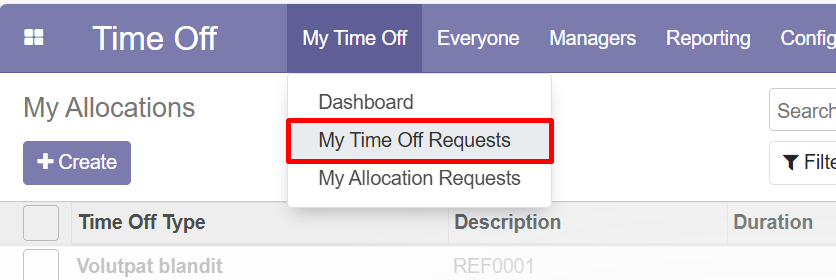 Time Off My Time Off Everyone Managers Reporting Config
My Allocations
Search
Create
Filte
Dashboard
My Time Off Requests
My Allocation Requests
Time Off Type Description Duration
Volutpat blandit REF0001